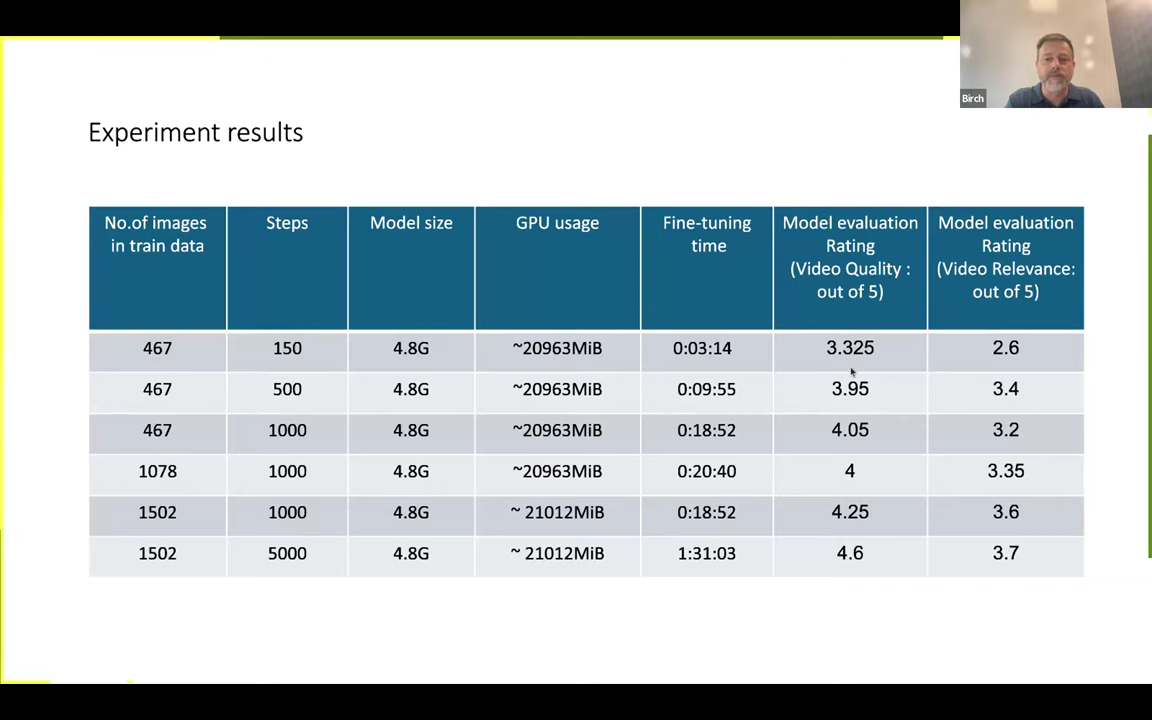 Birch
Experiment results
No.of images in train data | Steps | Model size | GPU usage | Fine-tuning time | Model evaluation Rating (Video Quality : out of 5) | Model evaluation Rating (Video Relevance: out of 5)
467 | 150 | 4.8G | ~20963MiB | 0:03:14 | 3.325 | 2.6
467 | 500 | 4.8G | ~20963MiB | 0:09:55 | 3.95 | 3.4
467 | 1000 | 4.8G | ~20963MiB | 0:18:52 | 4.05 | 3.2
1078 | 1000 | 4.8G | ~20963MiB | 0:20:40 | 4 | 3.35
1502 | 1000 | 4.8G | ~ 21012MiB | 0:18:52 | 4.25 | 3.6
1502 | 5000 | 4.8G | ~ 21012MiB | 1:31:03 | 4.6 | 3.7